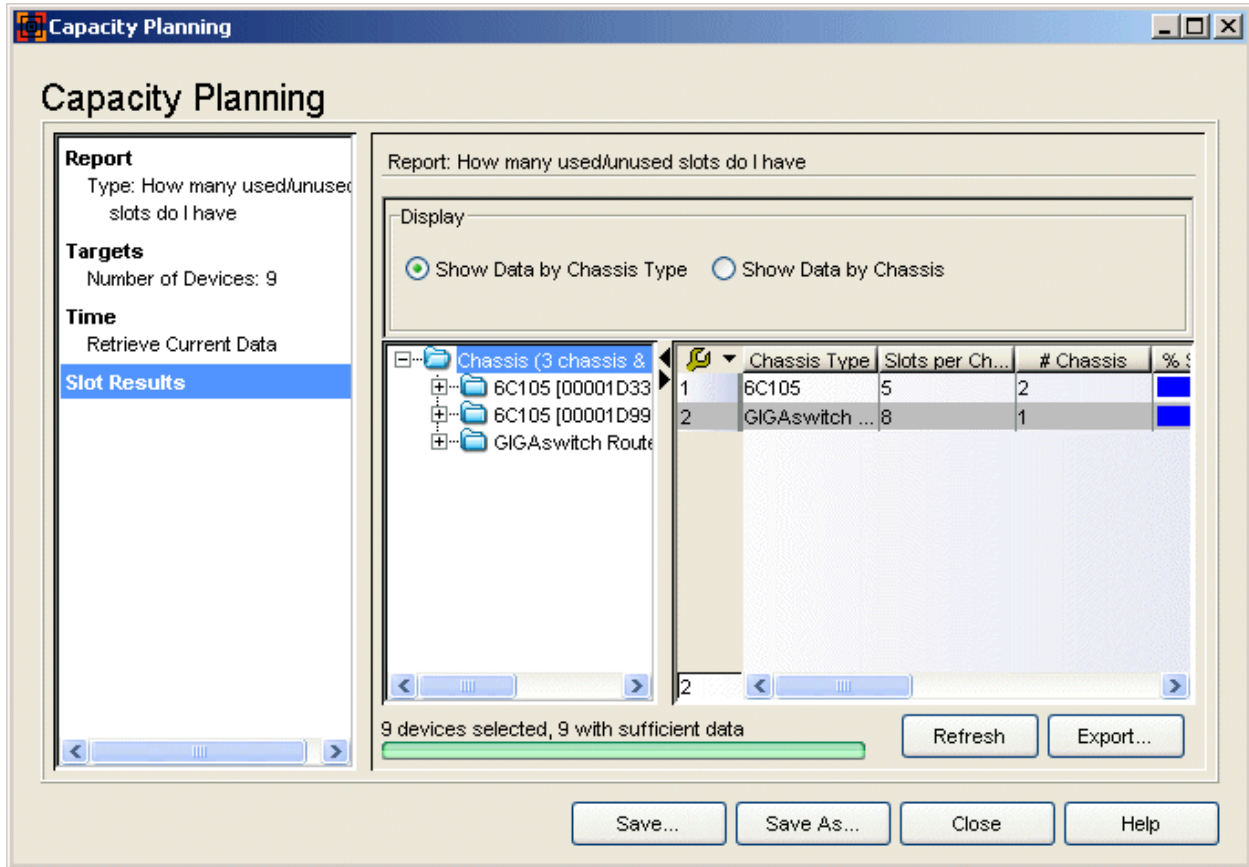 Capacity Planning
Capacity Planning
Report
Type: How many used/unused
slots do I have
Targets
Number of Devices: 9
Time
Retrieve Current Data
Slot Results
Report: How many used/unused slots do I have
Display
Show Data by Chassis Type
Show Data by Chassis
Chassis (3 chassis &
6C105 [00001D33
6C105 [00001D99
GIGAswitch Route
Chassis Type Slots per Ch... # Chassis %
1 6C105 5 2
2 GIGAswitch ... 8 1
2
9 devices selected, 9 with sufficient data
Refresh
Export...
Save...
Save As...
Close
Help